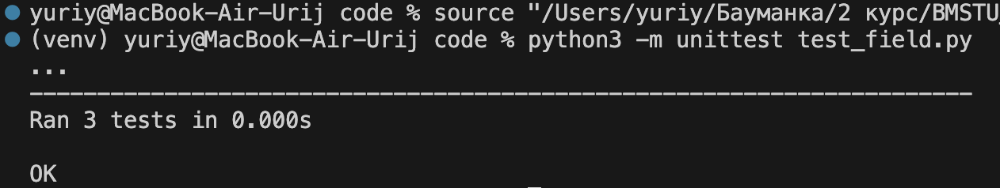 yuriy@MacBook-Air-Urij code % source "/Users/yuriy/Бауманка/2 курс/BMSTU_
(venv) yuriy@MacBook-Air-Urij code % python3 -m unittest test_field.py
...
----------------------------------------------------------------------
Ran 3 tests in 0.000s

OK